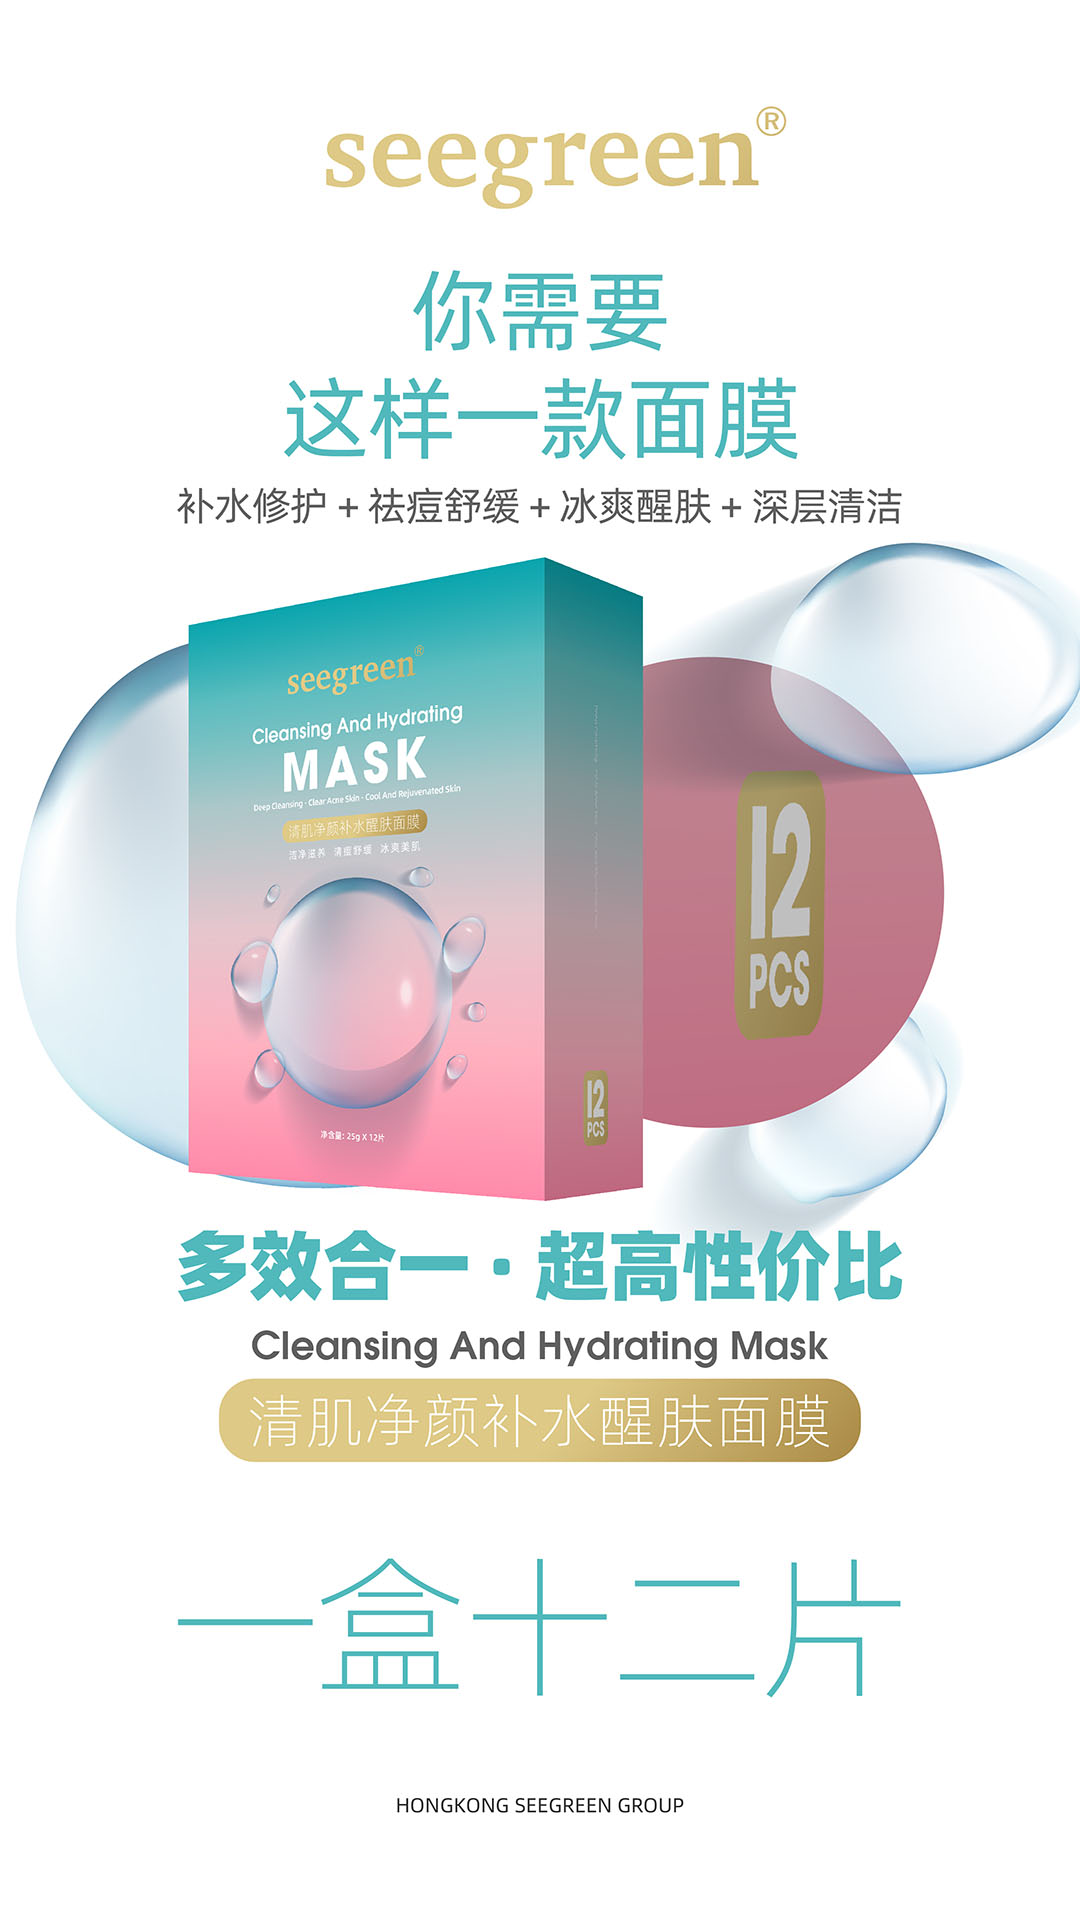 seegreen®
你需要
这样一款面膜
补水修护 + 祛痘舒缓 + 冰爽醒肤 + 深层清洁
seegreen®
Cleansing And Hydrating
MASK
Deep Cleansing · Clear Acne Skin · Cool And Rejuvenated Skin
清肌净颜补水醒肤面膜
洁净滋养 清痘舒缓 冰爽美肌
净含量: 25g X 12片
12
PCS
12
PCS
多效合一 · 超高性价比
Cleansing And Hydrating Mask
清肌净颜补水醒肤面膜
一盒十二片
HONGKONG SEEGREEN GROUP